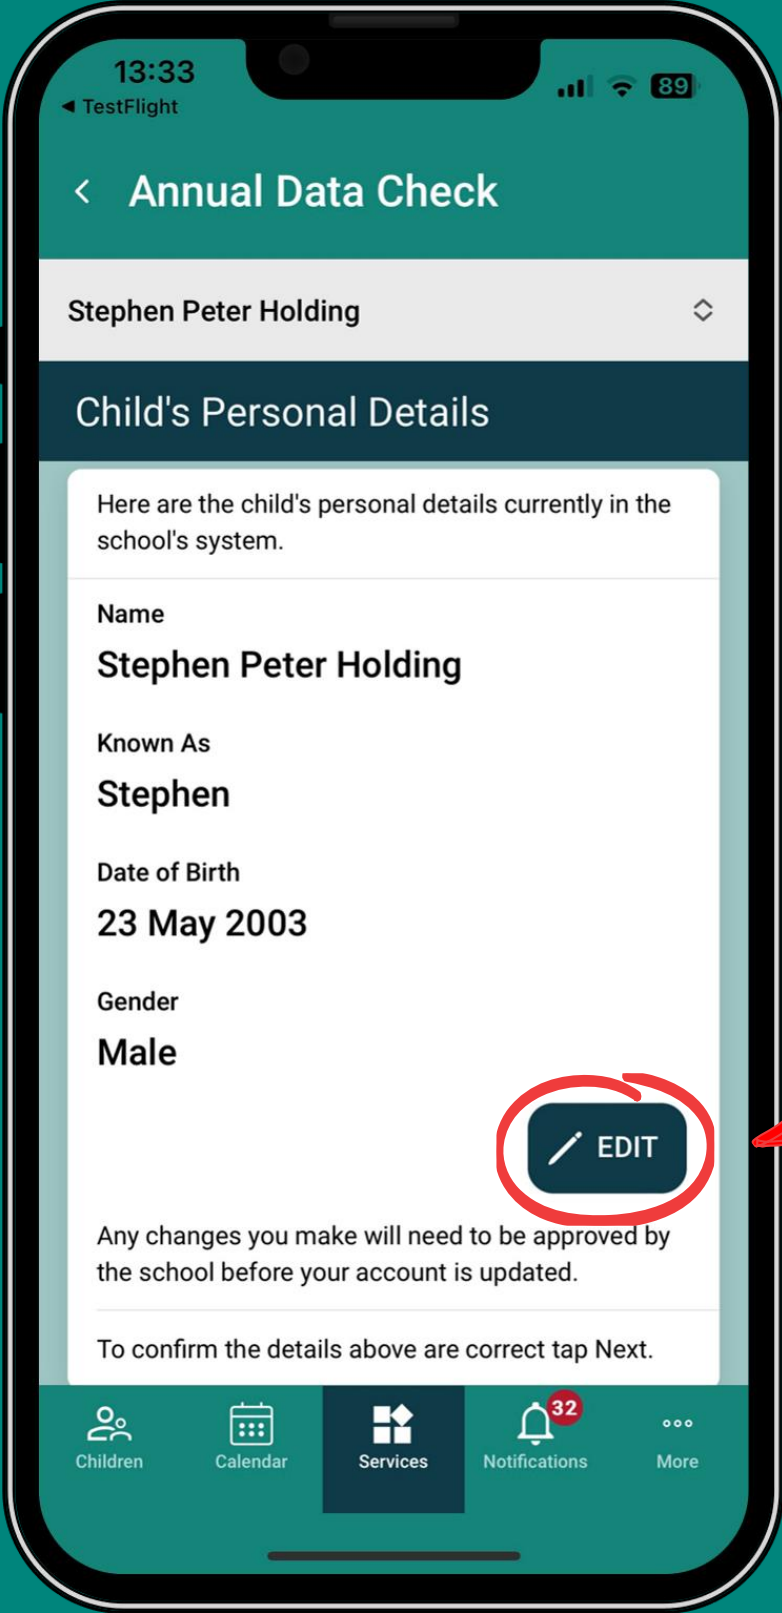 13:33
TestFlight
89
Annual Data Check
Stephen Peter Holding
Child's Personal Details
Here are the child's personal details currently in the
school's system.
Name
Stephen Peter Holding
Known As
Stephen
Date of Birth
23 May 2003
Gender
Male
EDIT
Any changes you make will need to be approved by
the school before your account is updated.
To confirm the details above are correct tap Next.
32
Children Calendar Services Notifications More